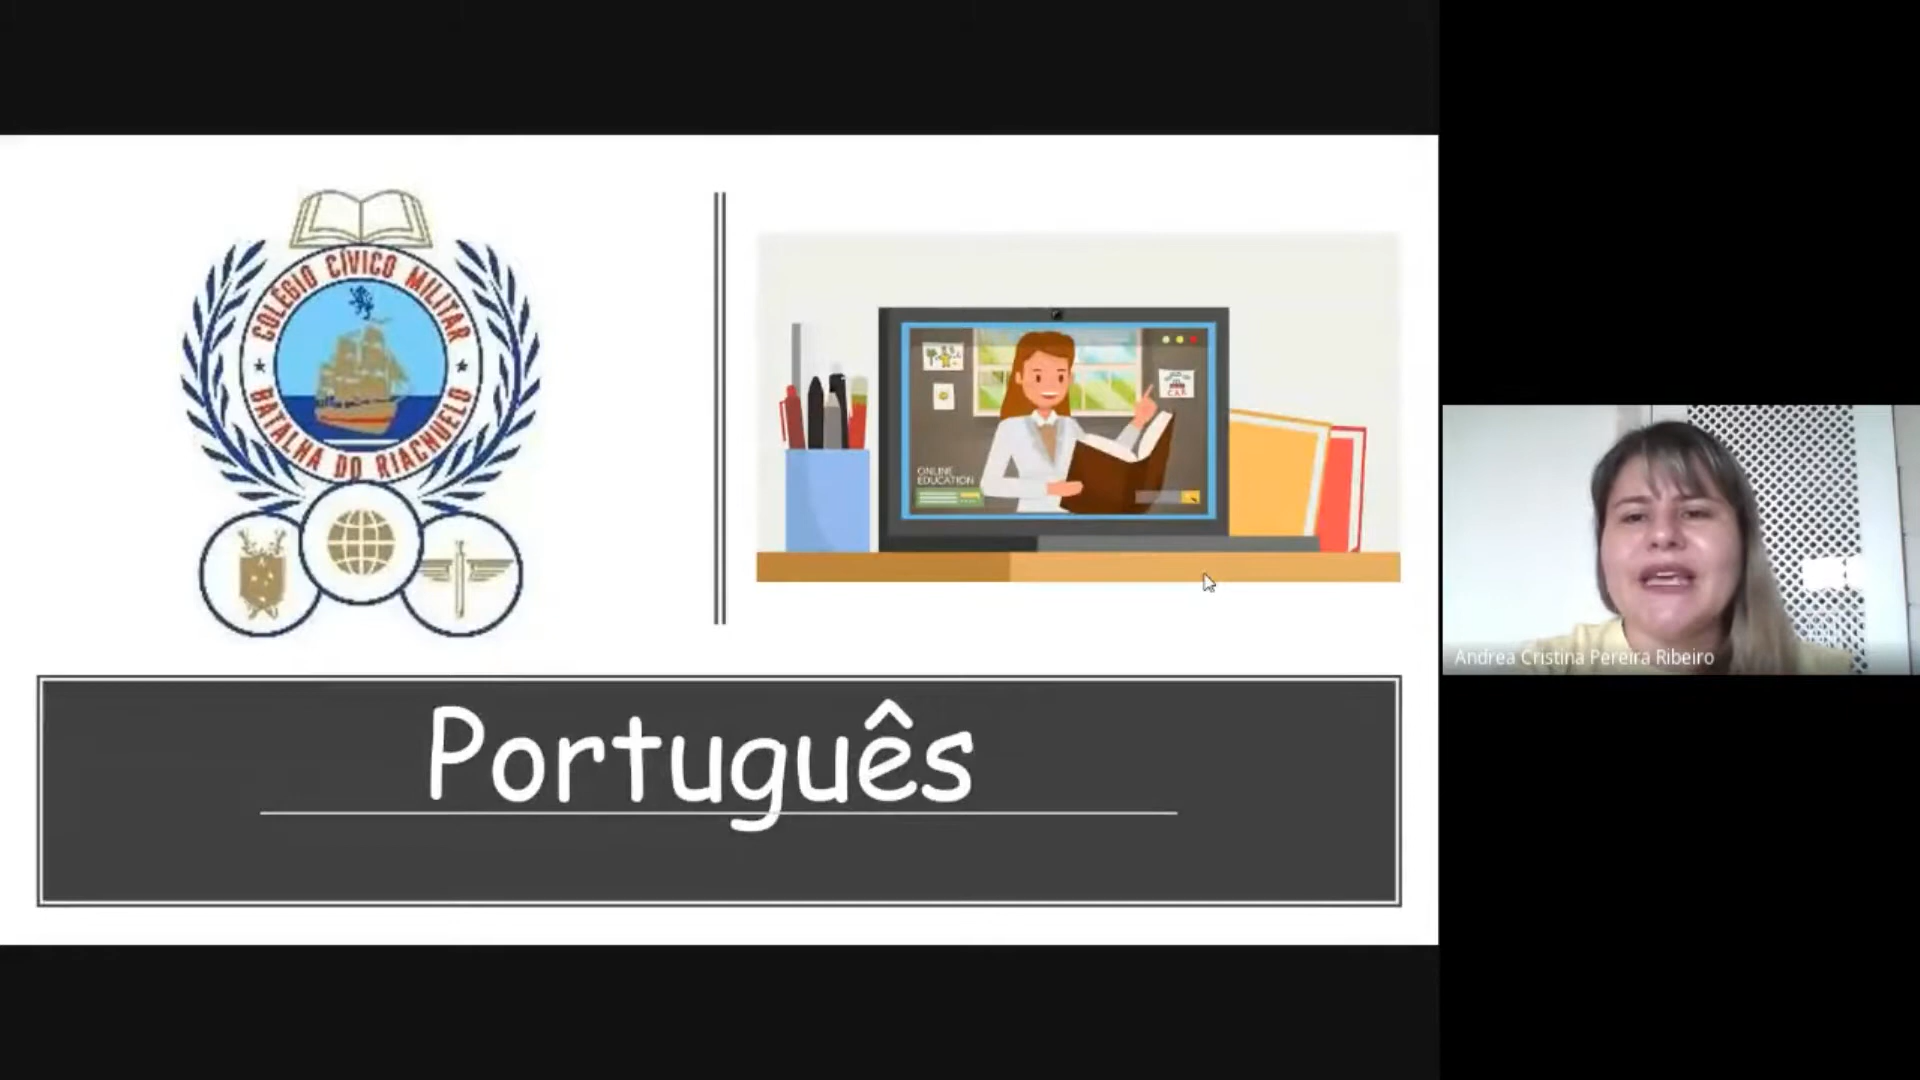 COLÉGIO CÍVICO MILITAR
BATALHA DO RIACHUELO
ONLINE
EDUCATION
Português
Andrea Cristina Pereira Ribeiro